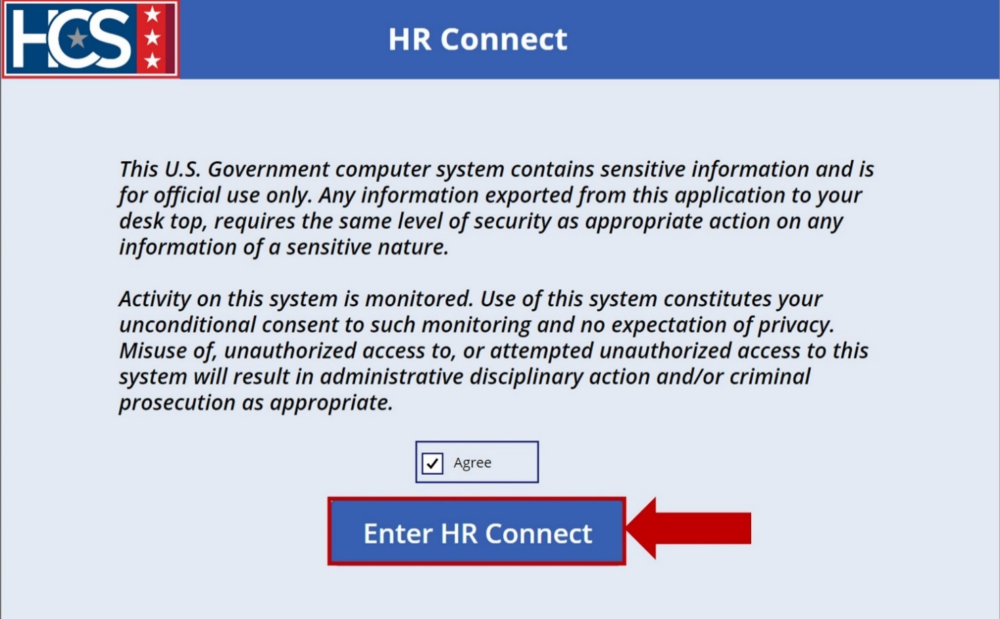 HCS
HR Connect
This U.S. Government computer system contains sensitive information and is
for official use only. Any information exported from this application to your
desk top, requires the same level of security as appropriate action on any
information of a sensitive nature.
Activity on this system is monitored. Use of this system constitutes your
unconditional consent to such monitoring and no expectation of privacy.
Misuse of, unauthorized access to, or attempted unauthorized access to this
system will result in administrative disciplinary action and/or criminal
prosecution as appropriate.
Agree
Enter HR Connect